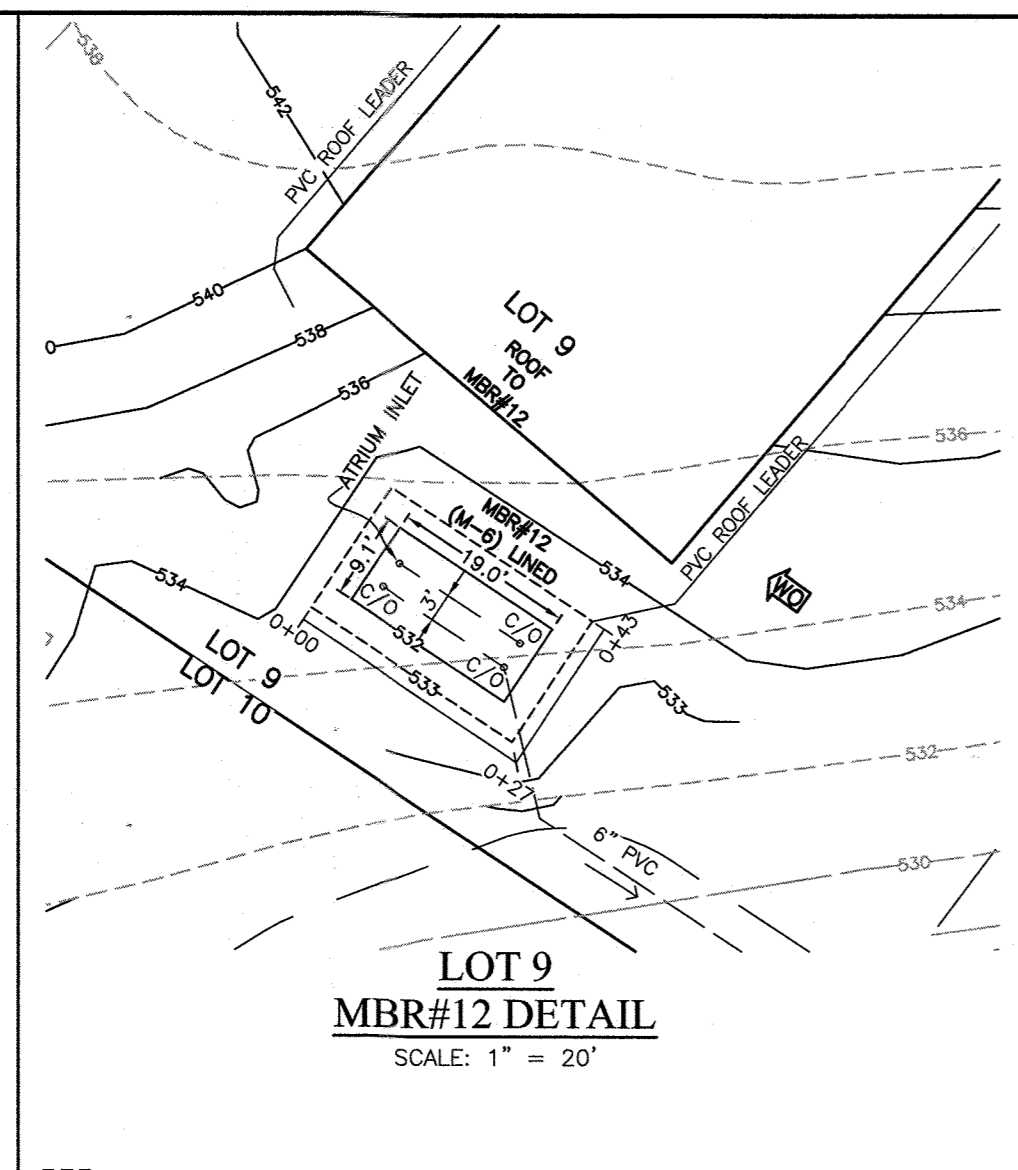 538
542
PVC ROOF LEADER
540
0
538
536
LOT 9
ROOF
TO
MBR#12
ATRIUM INLET
536
PVC ROOF LEADER
MBR#12
(M-6) LINED
9.1'
19.0'
3'
C/O
C/O
C/O
532
533
534
534
534
WO
0+00
0+43
0+27
LOT 9
LOT 10
533
532
530
6" PVC
LOT 9
MBR#12 DETAIL
SCALE: 1" = 20'